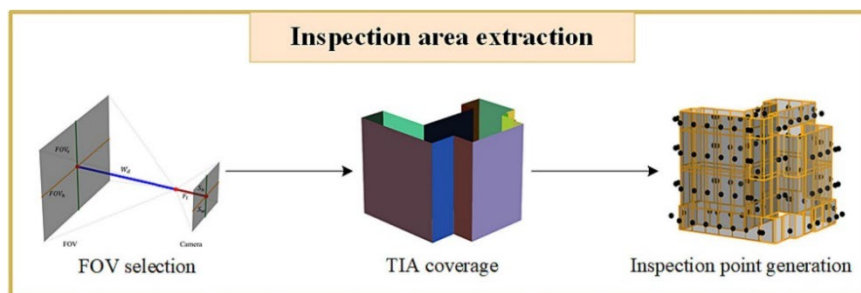 Inspection area extraction
FOV
Camera
FOV selection
TIA coverage
Inspection point generation